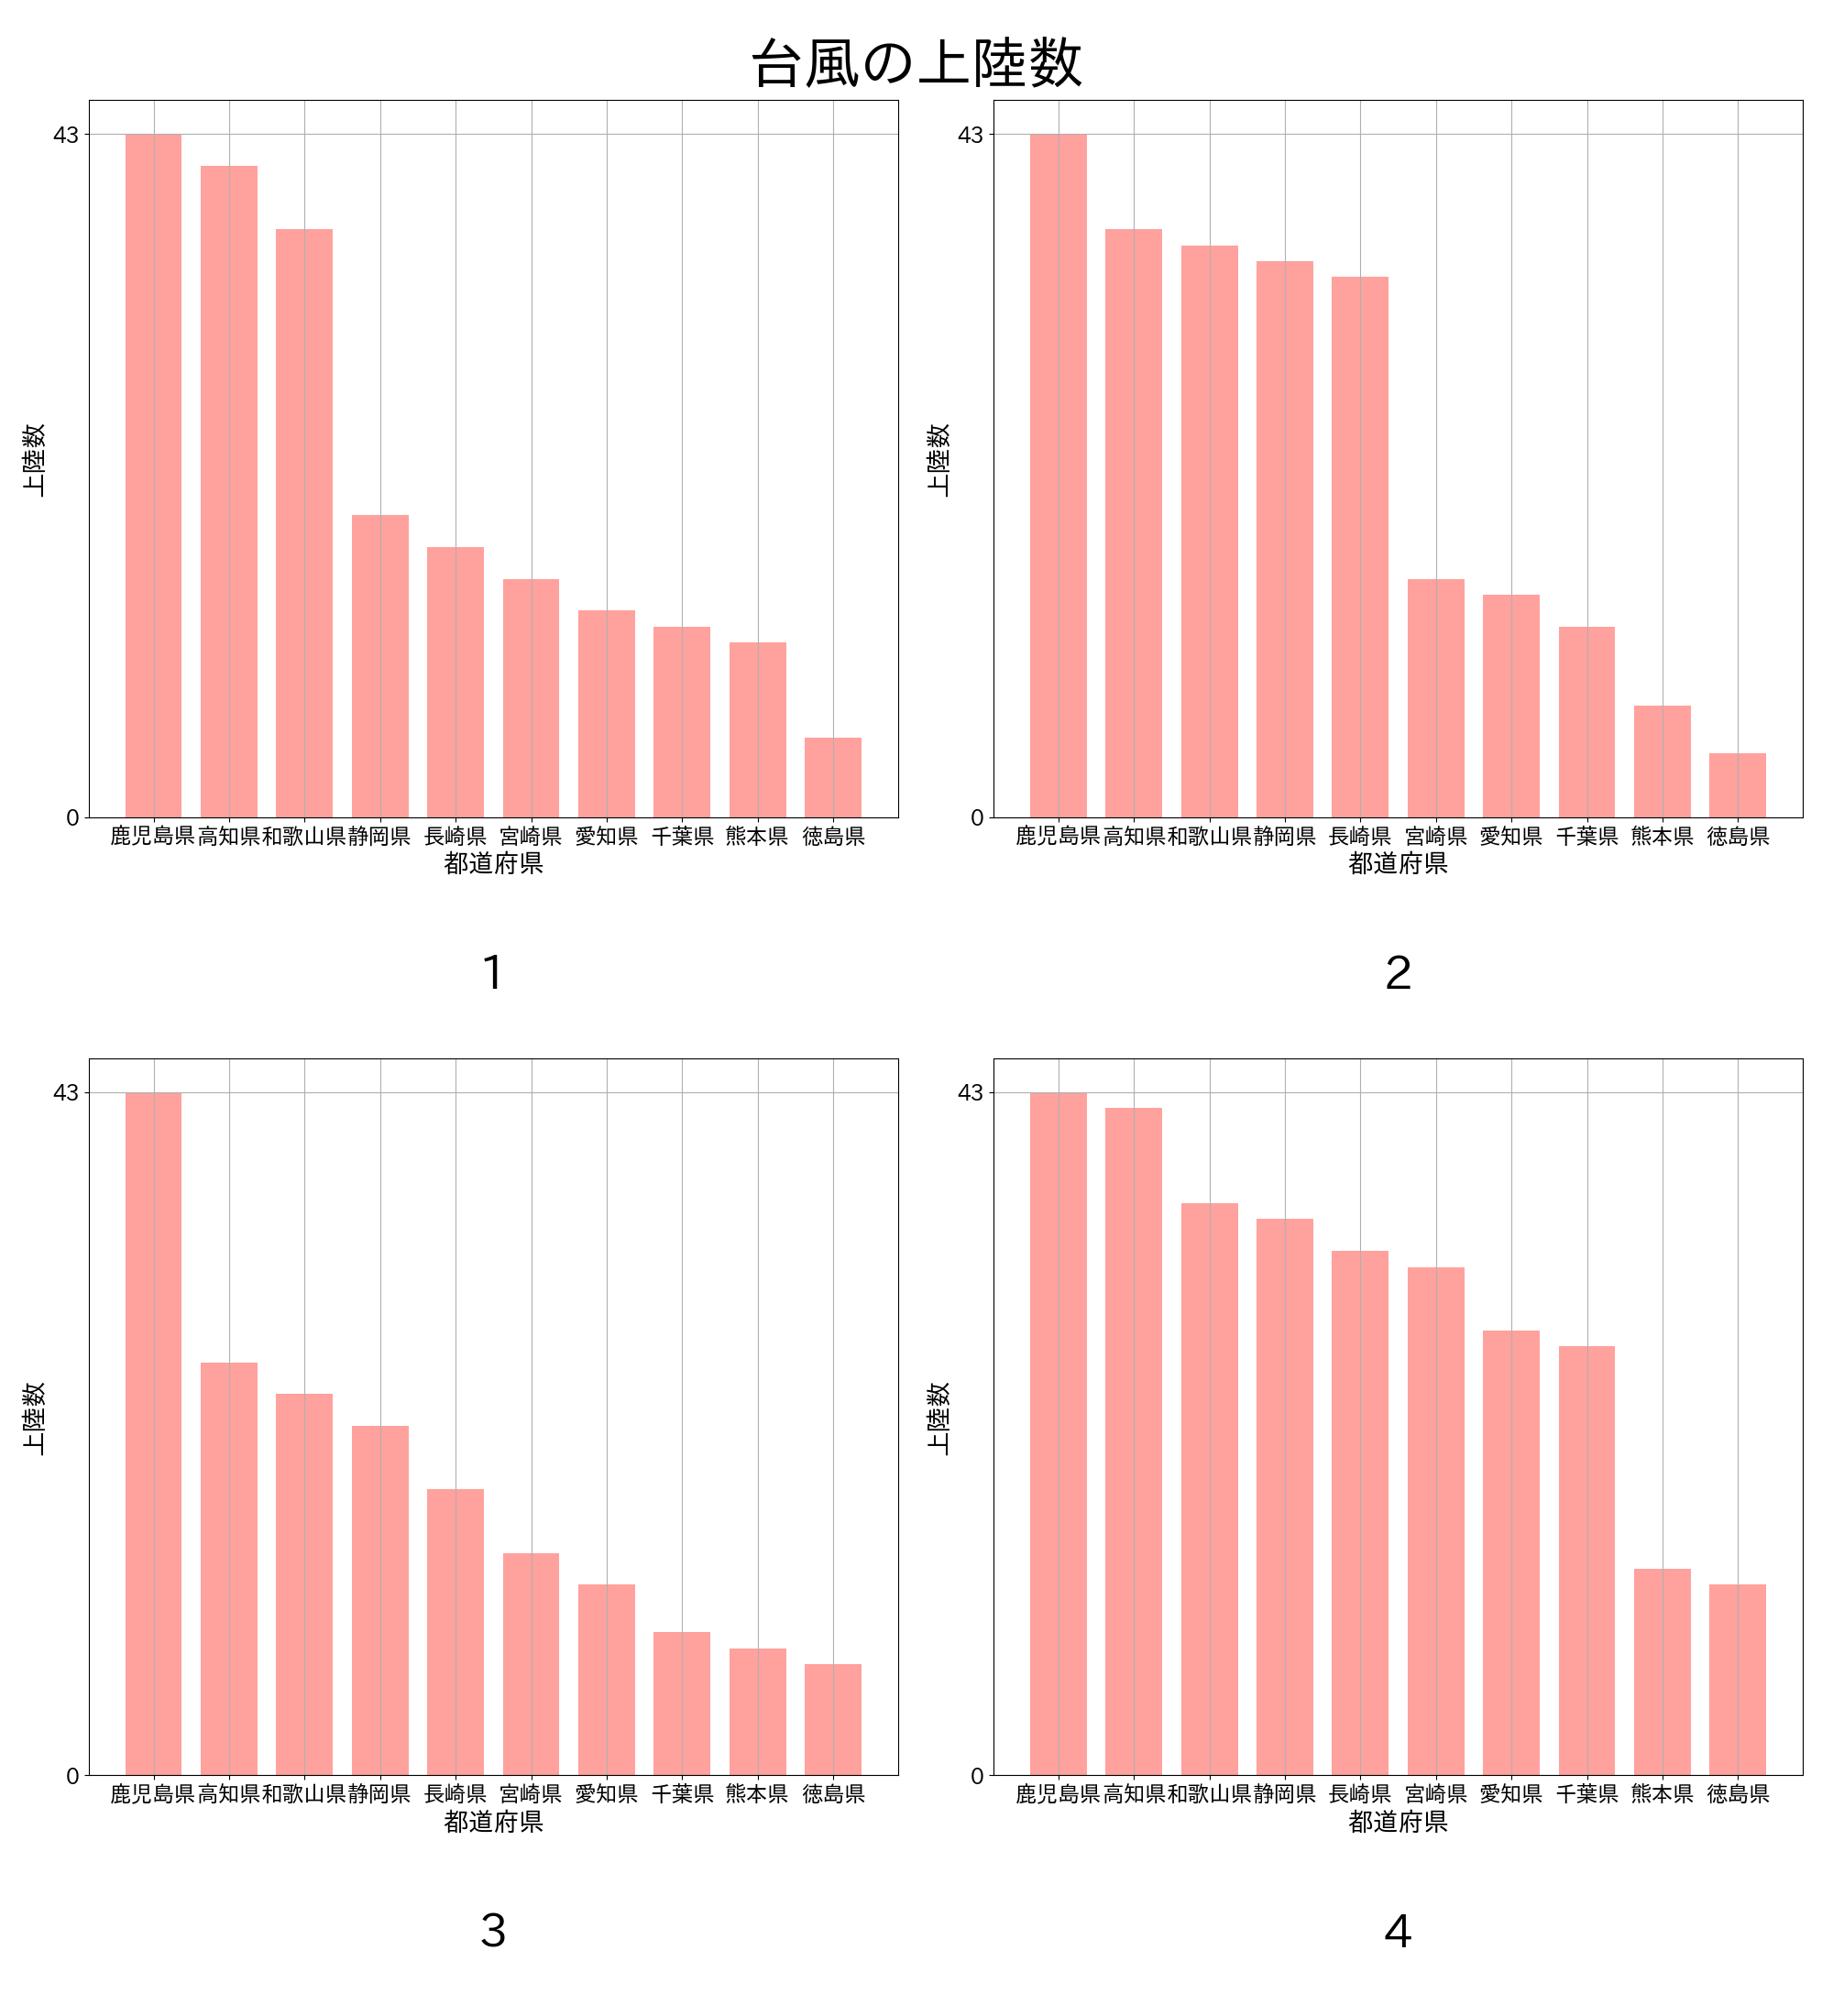 台風の上陸数
43
0
上陸数
鹿児島県 高知県 和歌山県 静岡県 長崎県 宮崎県 愛知県 千葉県 熊本県 徳島県
都道府県
1
43
0
上陸数
鹿児島県 高知県 和歌山県 静岡県 長崎県 宮崎県 愛知県 千葉県 熊本県 徳島県
都道府県
2
43
0
上陸数
鹿児島県 高知県 和歌山県 静岡県 長崎県 宮崎県 愛知県 千葉県 熊本県 徳島県
都道府県
3
43
0
上陸数
鹿児島県 高知県 和歌山県 静岡県 長崎県 宮崎県 愛知県 千葉県 熊本県 徳島県
都道府県
4